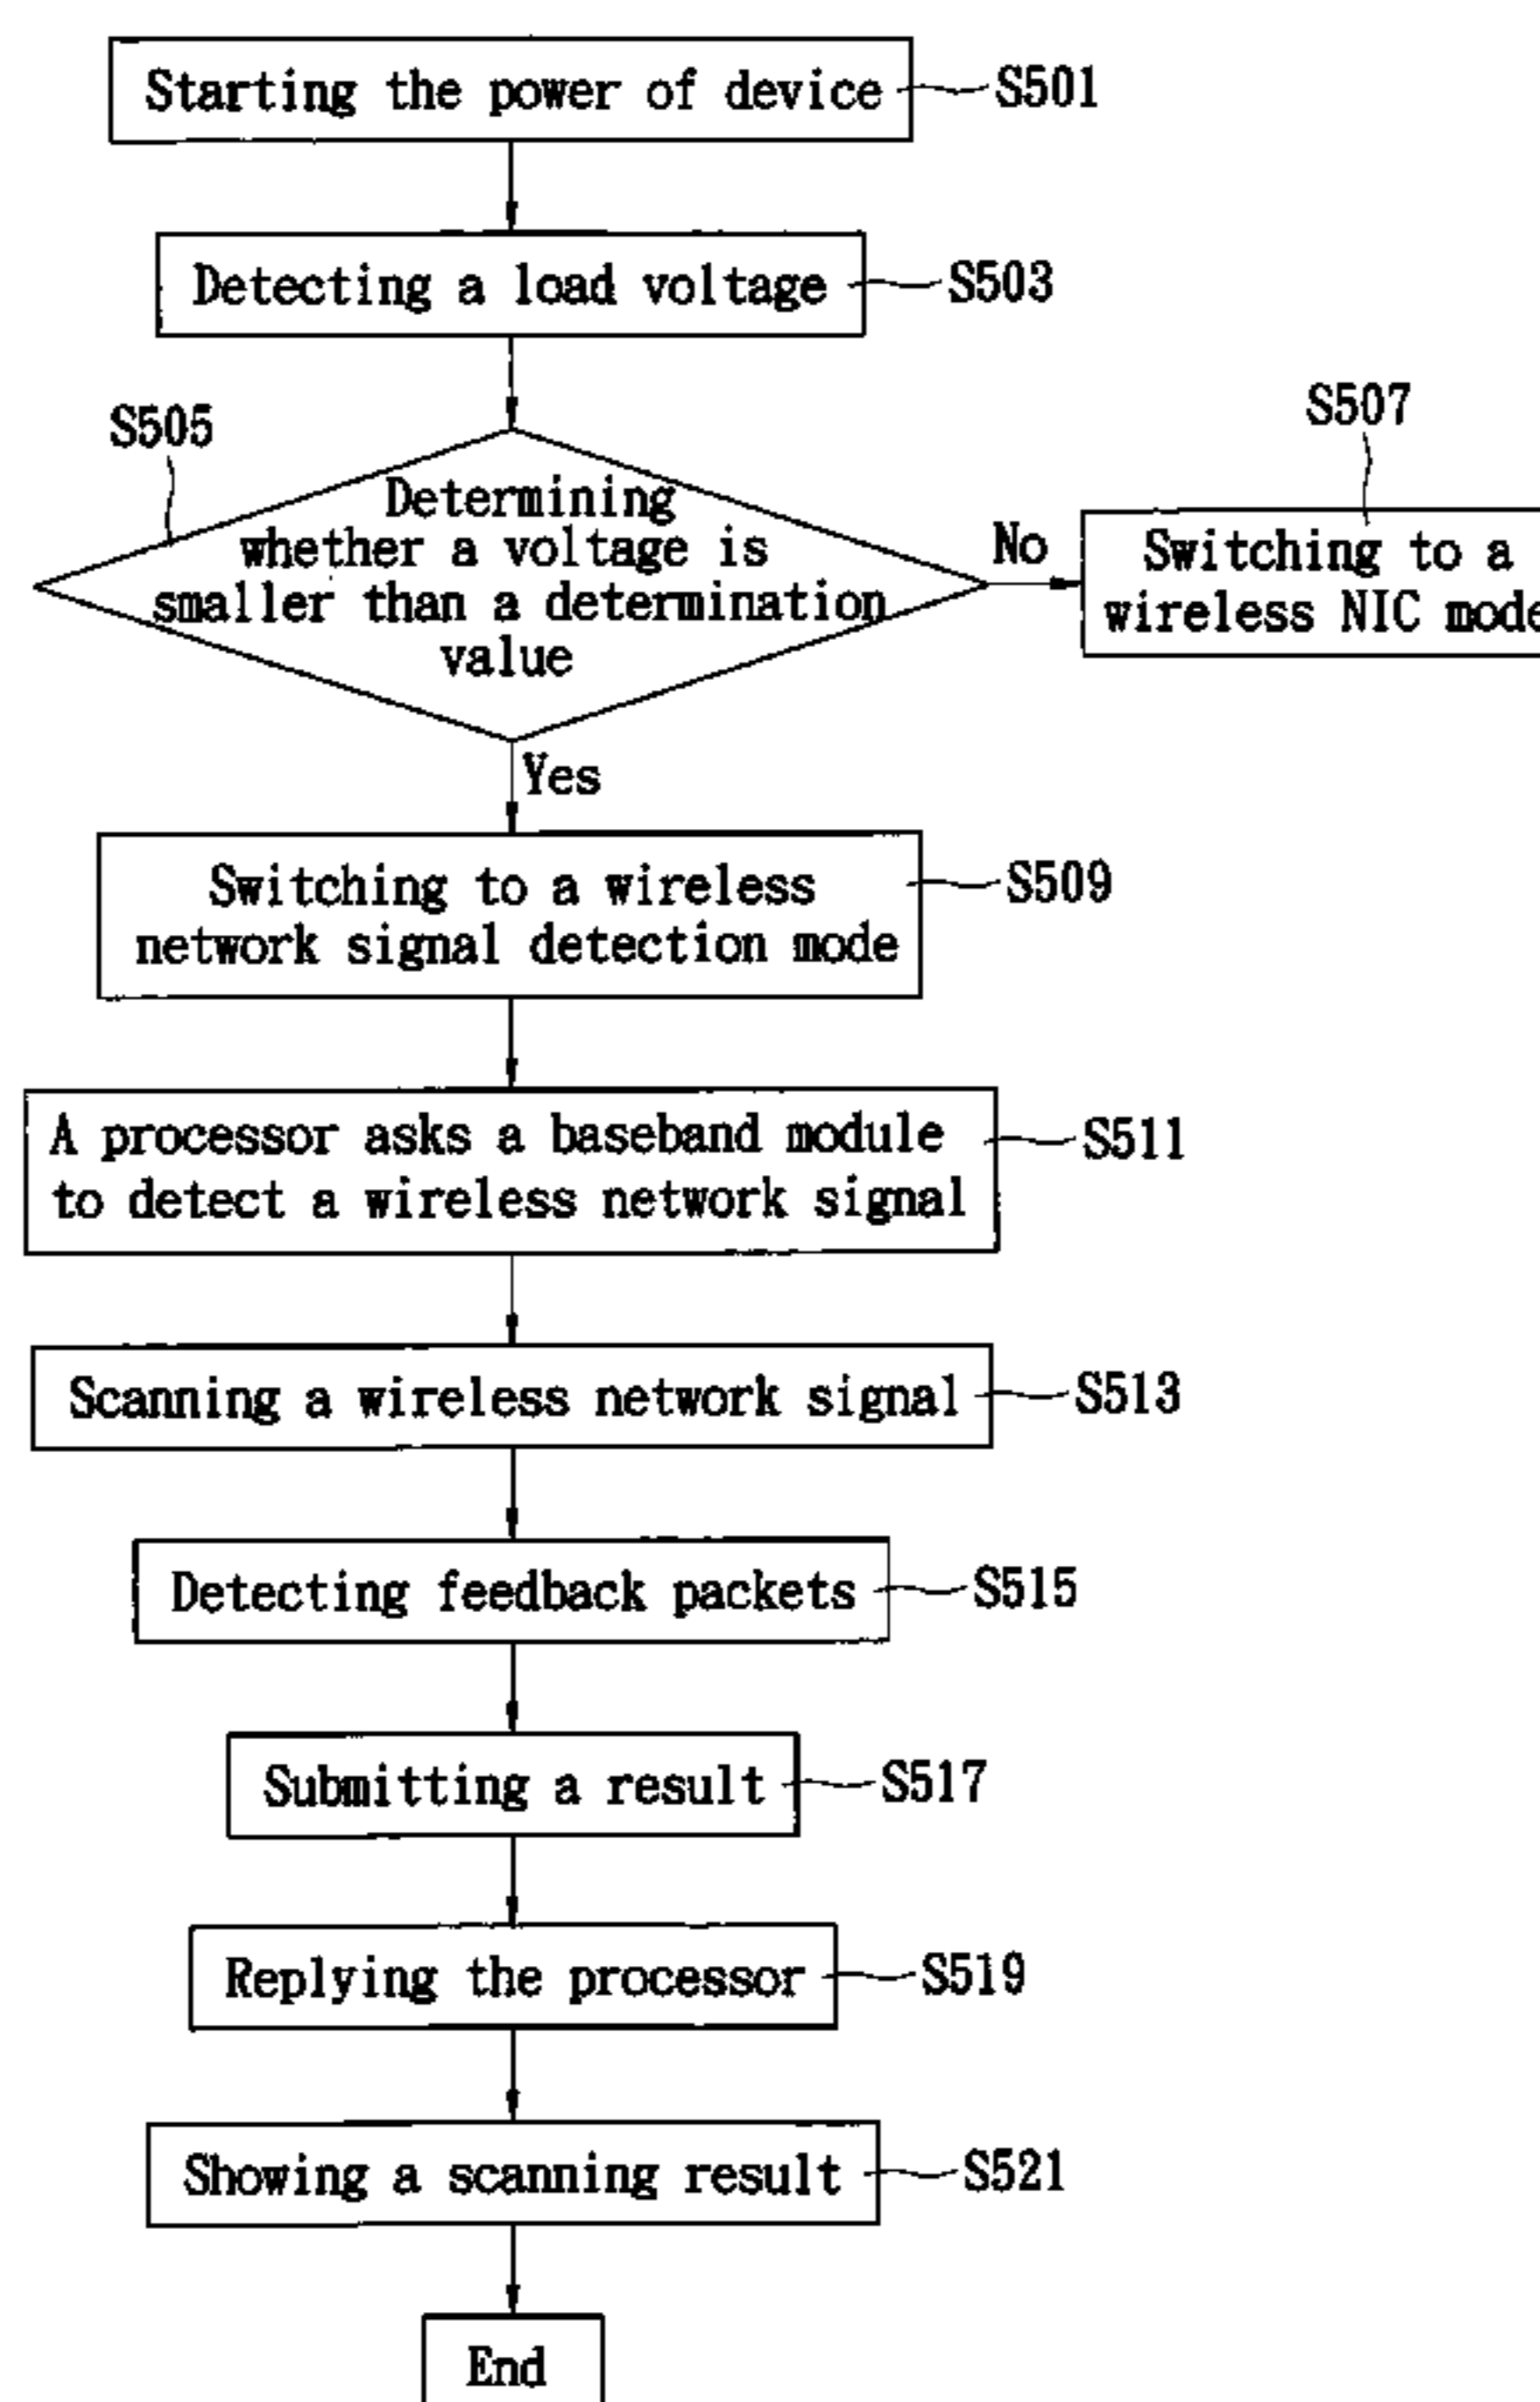 Starting the power of device
S501
Detecting a load voltage
S503
S505
Determining
whether a voltage is
smaller than a determination
value
No
S507
Switching to a
wireless NIC mode
Yes
Switching to a wireless
network signal detection mode
S509
A processor asks a baseband module
to detect a wireless network signal
S511
Scanning a wireless network signal
S513
Detecting feedback packets
S515
Submitting a result
S517
Replying the processor
S519
Showing a scanning result
S521
End